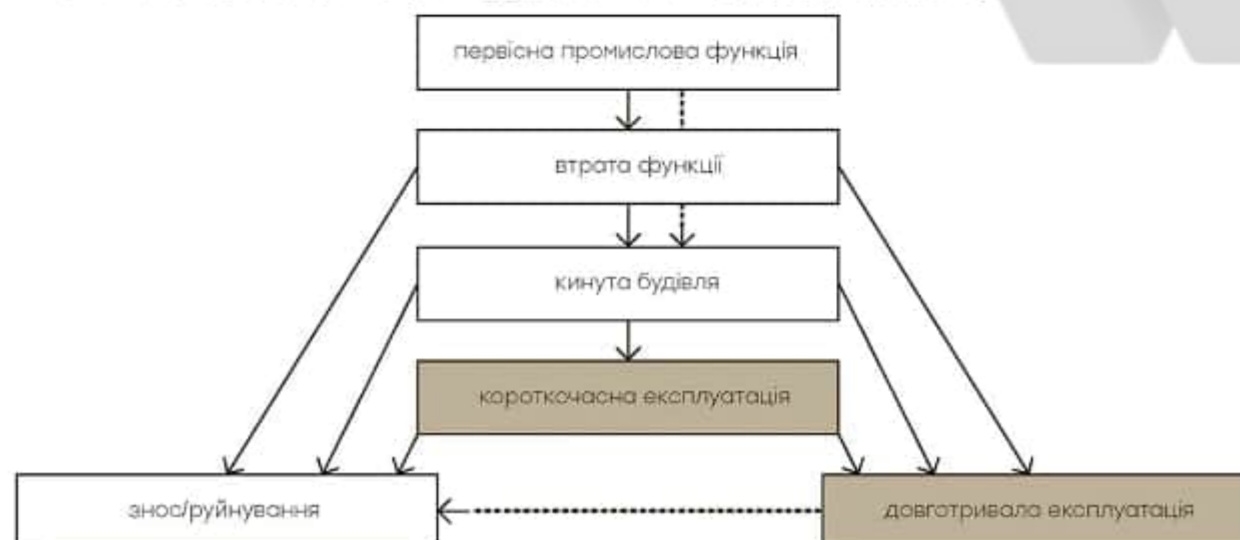 первісна промислова функція
втрата функції
кинута будівля
короткочасна експлуатація
знос/руйнування
довготривала експлуатація